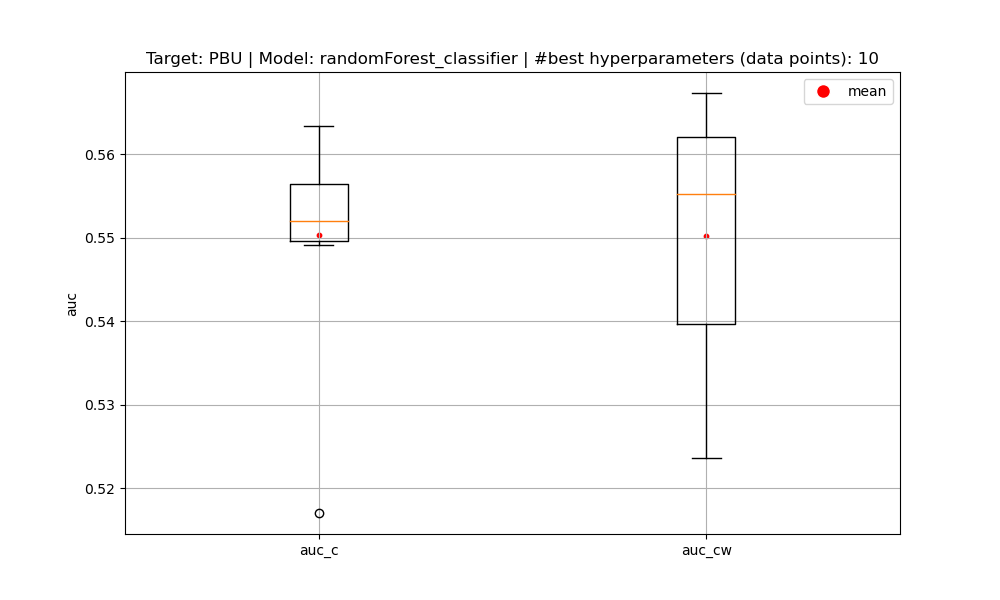 Target: PBU | Model: randomForest_classifier | #best hyperparameters (data points): 10
mean
0.56
0.55
0.54
0.53
0.52
auc
auc_c
auc_cw